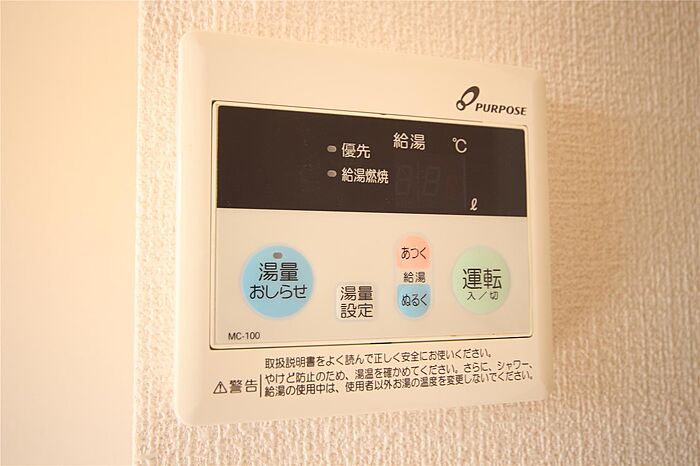 PURPOSE
給湯 ℃
優先
給湯燃焼
ℓ
湯量
おしらせ
湯量
設定
あつく
給湯
ぬるく
運転
入／切
MC-100
取扱説明書をよく読んで正しく安全にお使いください。
⚠警告
やけど防止のため、湯温を確かめてください。さらに、シャワー、
給湯の使用中は、使用者以外お湯の温度を変更しないでください。